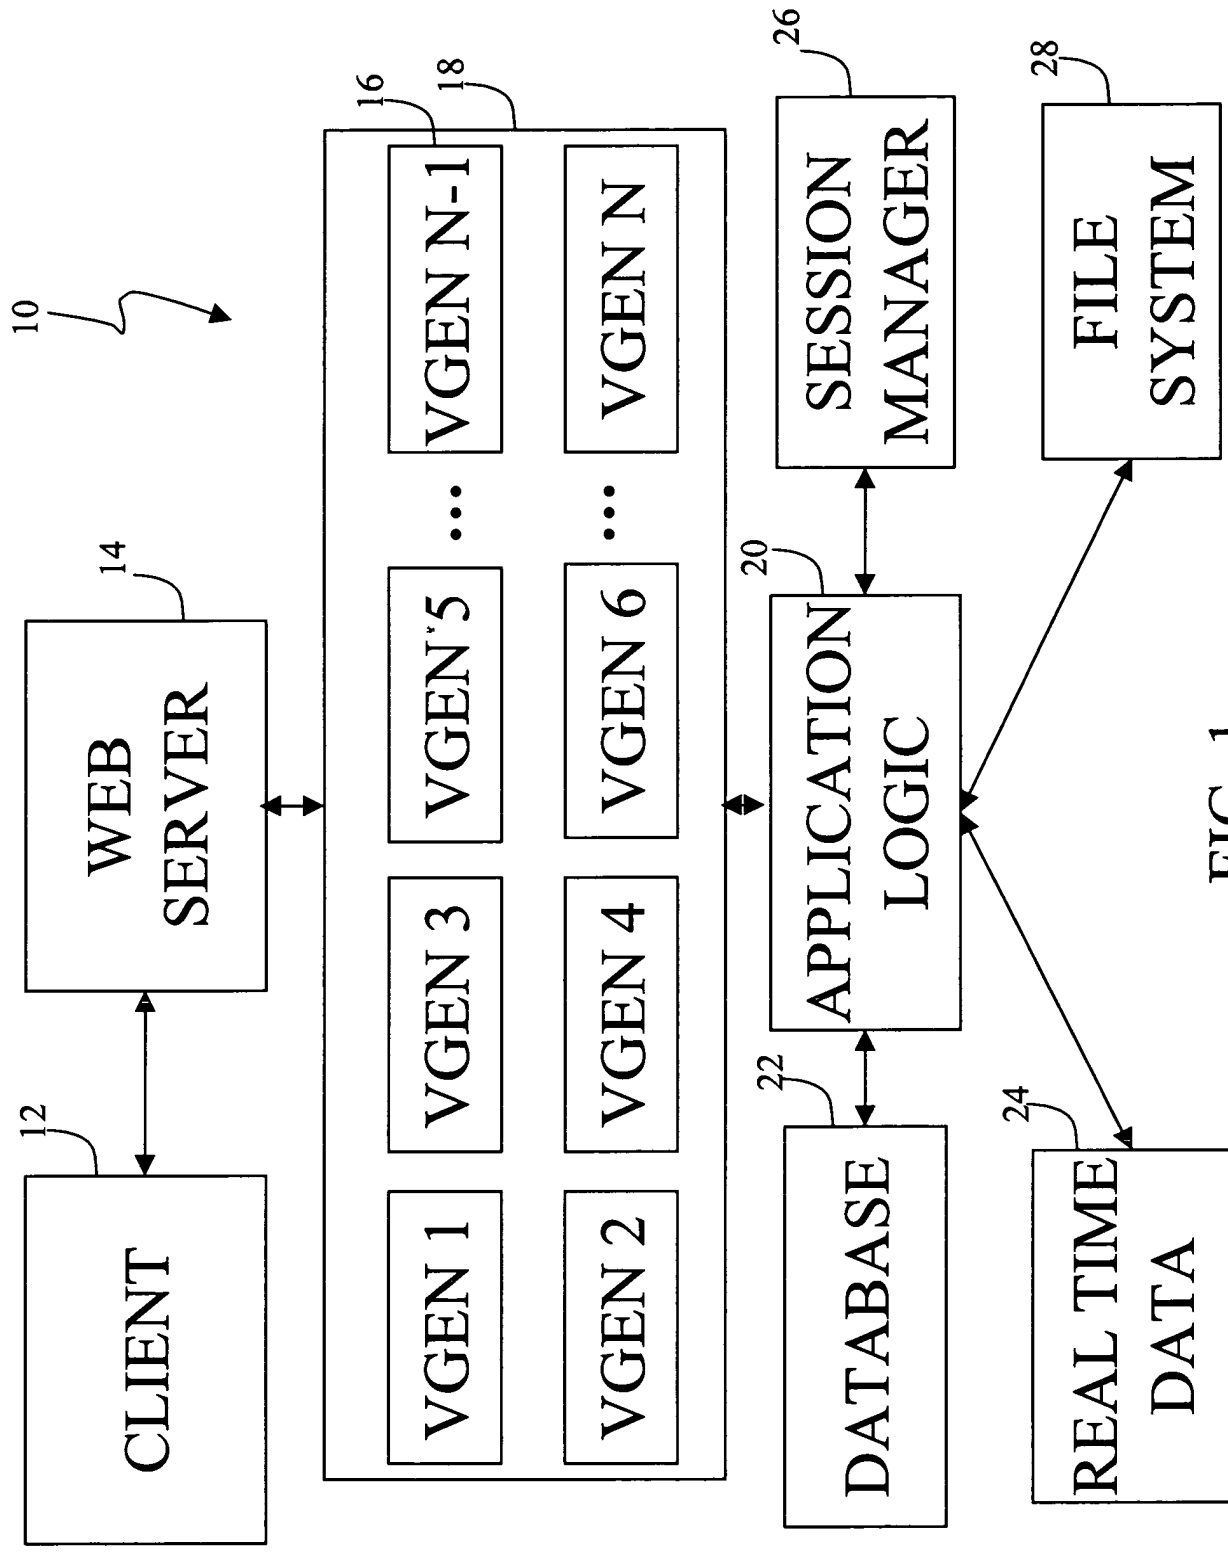 10
12
CLIENT
14
WEB
SERVER
16
18
VGEN 1
VGEN 3
VGEN 5
...
VGEN N-1
VGEN 2
VGEN 4
VGEN 6
...
VGEN N
22
DATABASE
20
APPLICATION
LOGIC
26
SESSION
MANAGER
24
REAL TIME
DATA
28
FILE
SYSTEM
FIG. 1